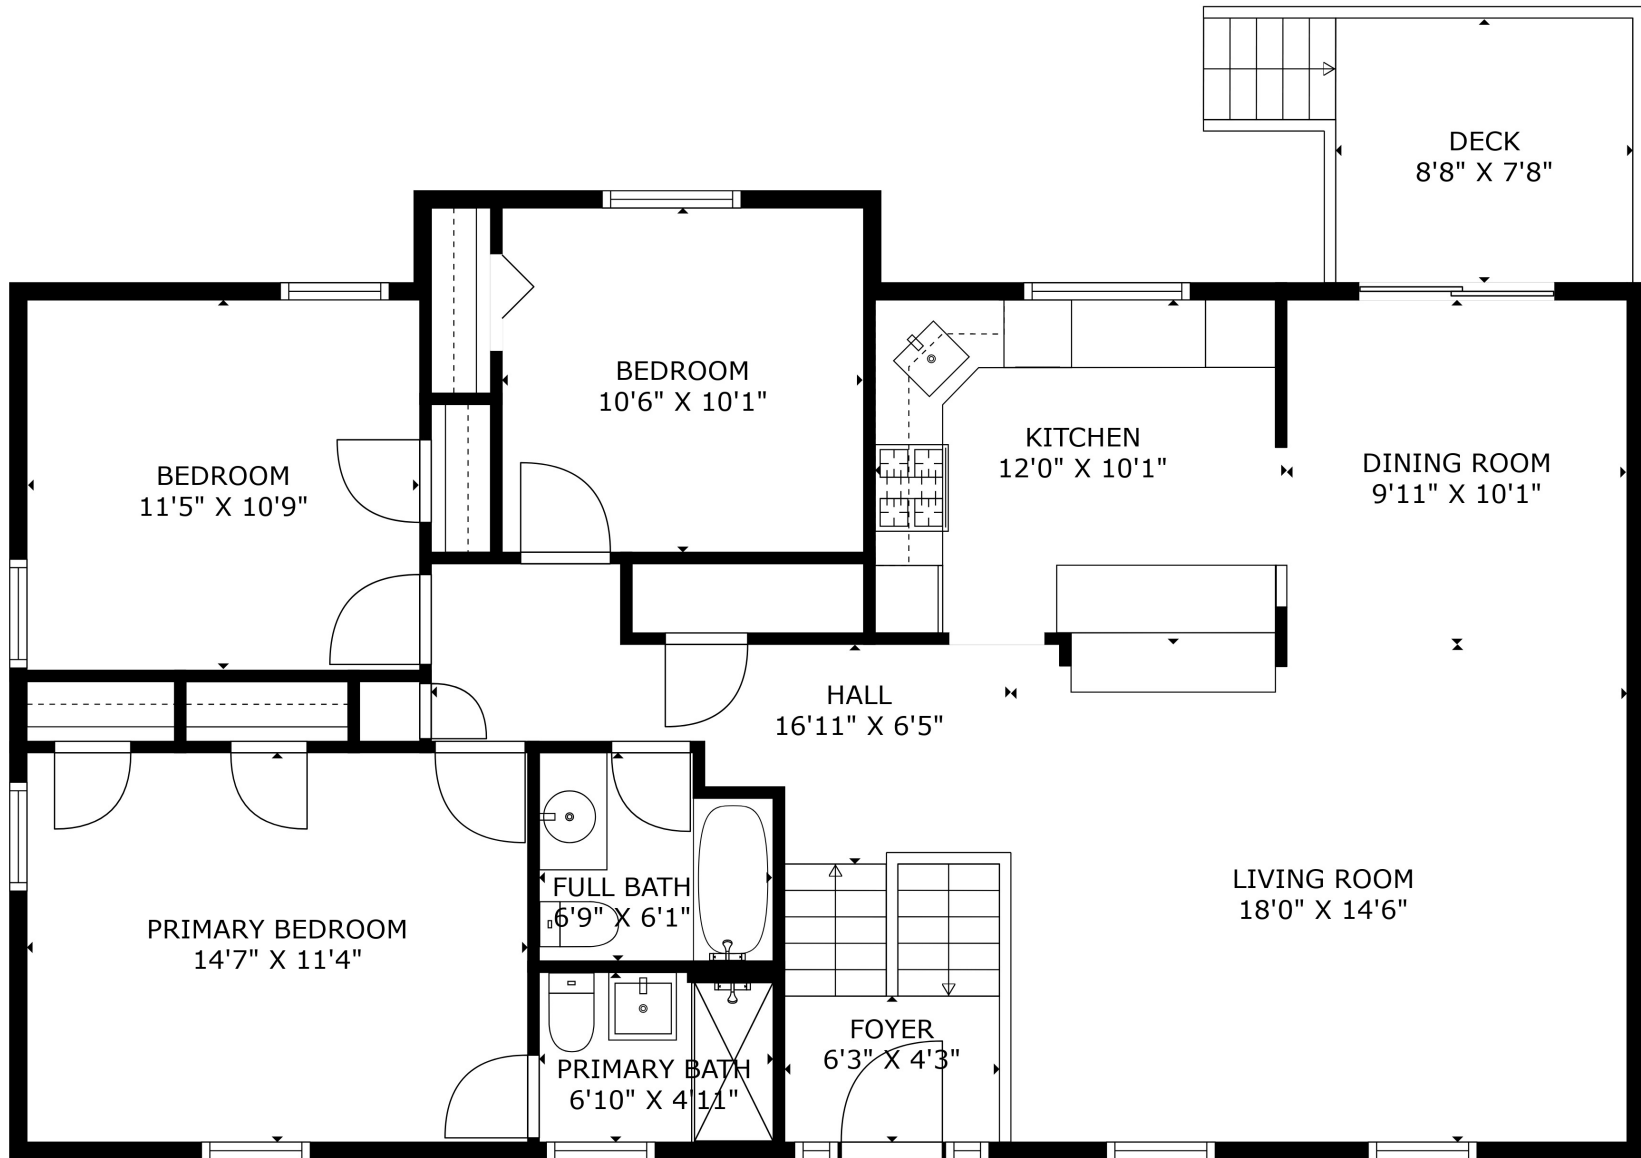 DECK
8'8" X 7'8"
BEDROOM
10'6" X 10'1"
KITCHEN
12'0" X 10'1"
DINING ROOM
9'11" X 10'1"
BEDROOM
11'5" X 10'9"
HALL
16'11" X 6'5"
LIVING ROOM
18'0" X 14'6"
FULL BATH
6'9" X 6'1"
PRIMARY BEDROOM
14'7" X 11'4"
FOYER
6'3" X 4'3"
PRIMARY BATH
6'10" X 4'11"